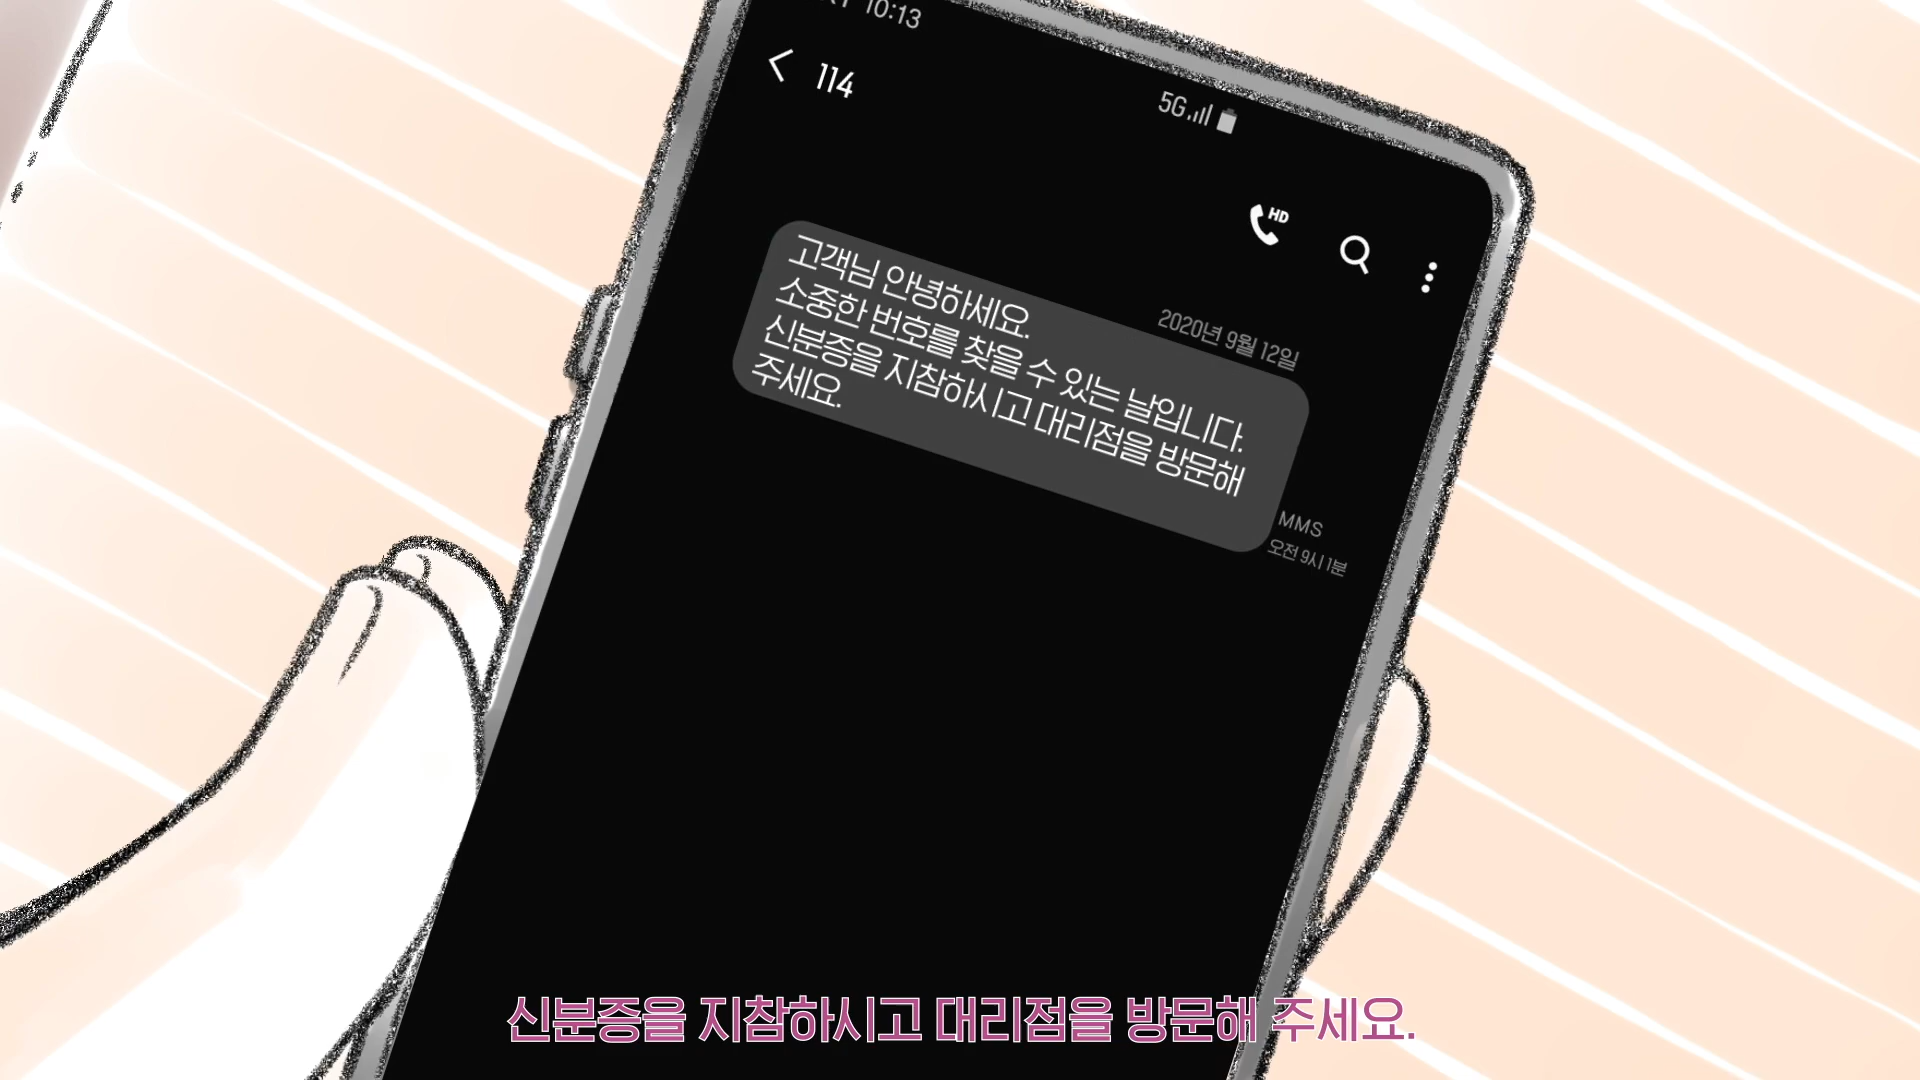 10:13
5G
114
HD
2020년 9월 12일
고객님 안녕하세요.
소중한 번호를 찾을 수 있는 날입니다.
신분증을 지참하시고 대리점을 방문해
주세요.
MMS
오전 9시 1분
신분증을 지참하시고 대리점을 방문해 주세요.